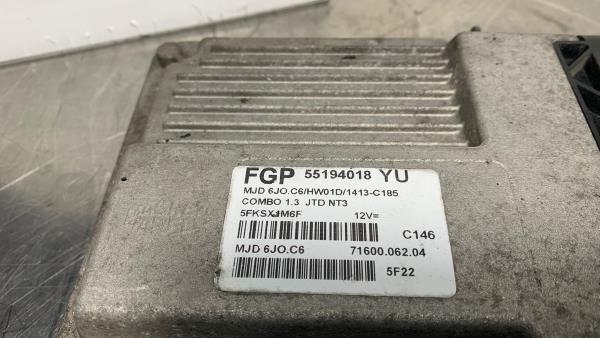 FGP 55194018 YU
MJD 6JO.C6/HW01D/1413-C185
COMBO 1.3 JTD NT3
5FKSX1M6F 12V=
C146
MJD 6JO.C6 71600.062.04
5F22